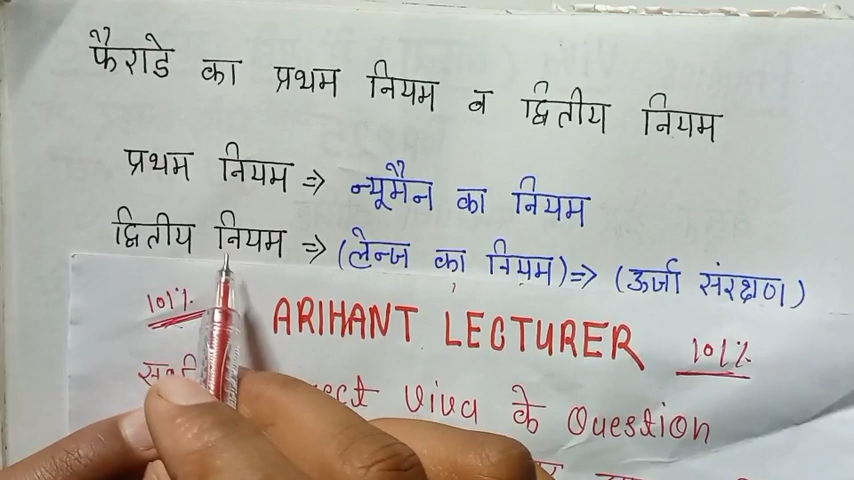 फैराडे का प्रथम नियम व द्वितीय नियम
प्रथम नियम => न्यूमैन का नियम
द्वितीय नियम => (लेन्ज का नियम) => (ऊर्जा संरक्षण)
101%. ARIHANT LECTURER 101%.
Viva के Question